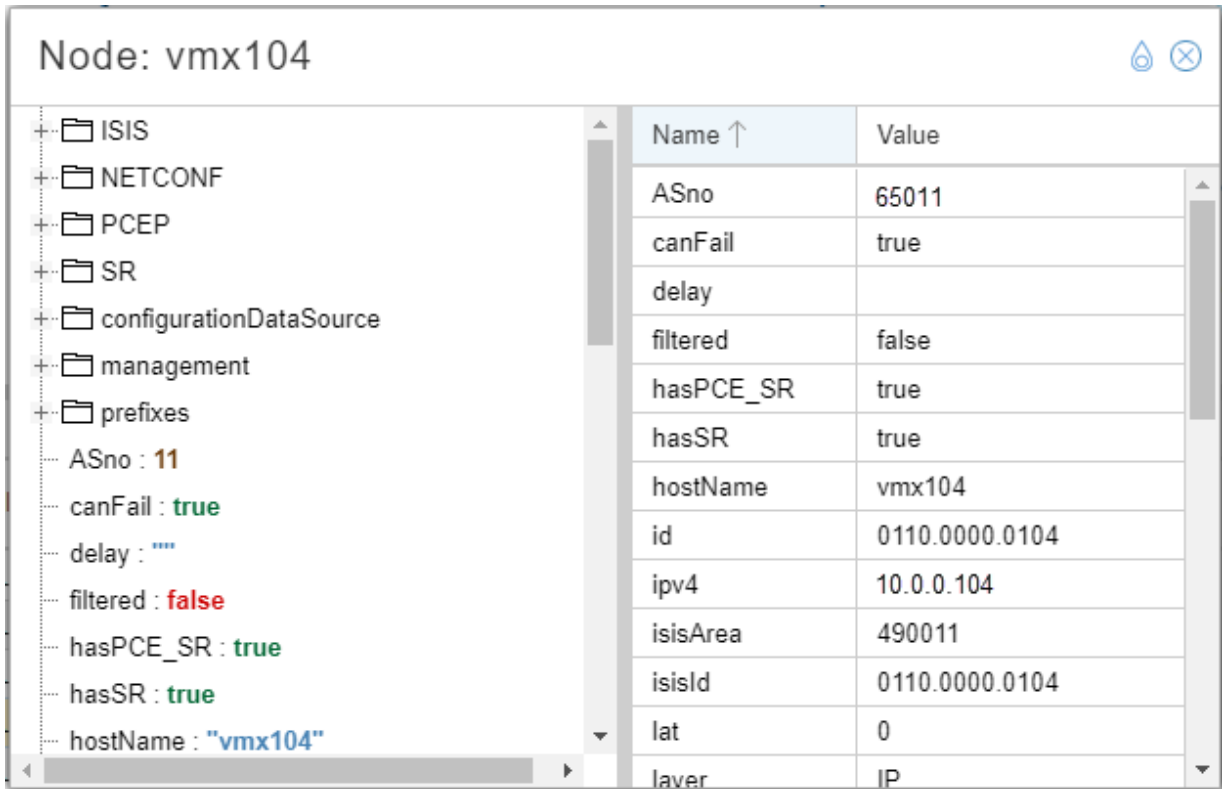 Node: vmx104
ISIS
NETCONF
PCEP
SR
configurationDataSource
management
prefixes
ASno : 11
canFail : true
delay : ""
filtered : false
hasPCE_SR : true
hasSR : true
hostName : "vmx104"
Name ↑ Value
ASno 65011
canFail true
delay
filtered false
hasPCE_SR true
hasSR true
hostName vmx104
id 0110.0000.0104
ipv4 10.0.0.104
isisArea 490011
isisId 0110.0000.0104
lat 0
layer IP